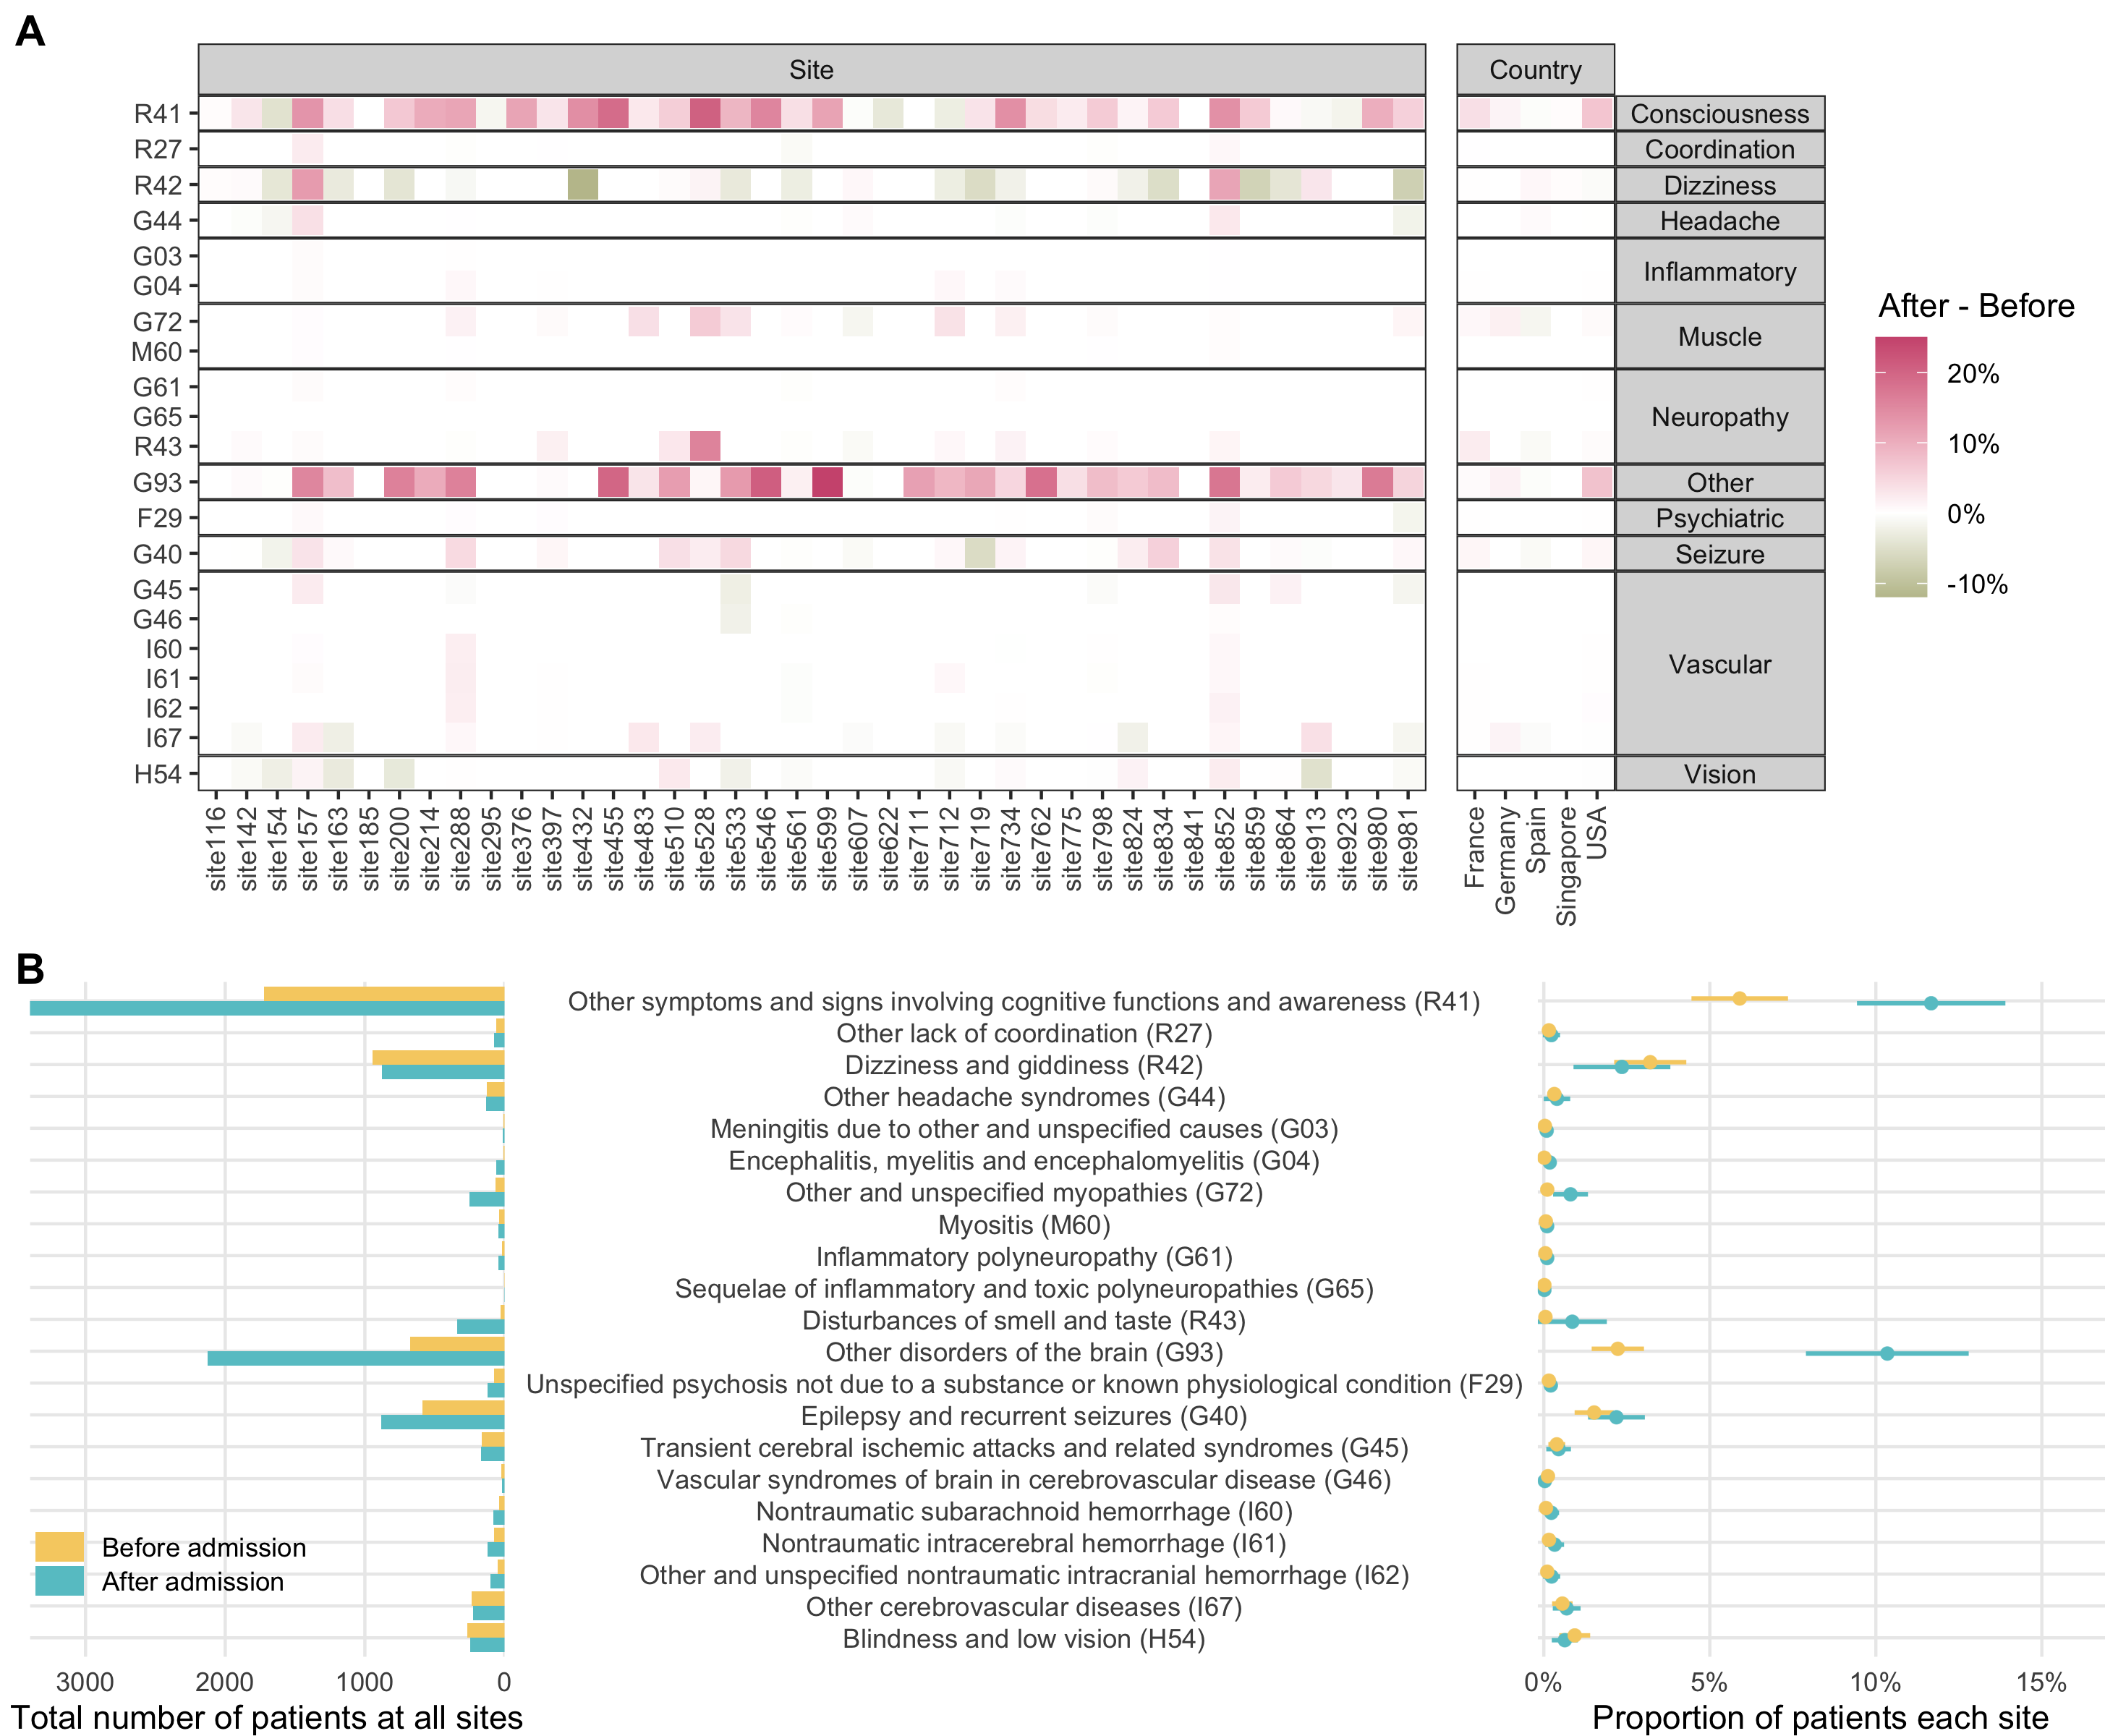 A
Site
Country
R41
Consciousness
R27
Coordination
R42
Dizziness
G44
Headache
G03
G04
Inflammatory
G72
M60
Muscle
G61
G65
R43
Neuropathy
G93
Other
F29
Psychiatric
G40
Seizure
G45
G46
I60
I61
I62
I67
Vascular
H54
Vision
After - Before
20%
10%
0%
-10%
site116
site142
site154
site157
site163
site185
site200
site214
site288
site295
site376
site397
site432
site455
site483
site510
site528
site533
site546
site561
site599
site607
site622
site711
site712
site719
site734
site762
site775
site798
site824
site834
site841
site852
site859
site864
site913
site923
site980
site981
France
Germany
Spain
Singapore
USA
B
Other symptoms and signs involving cognitive functions and awareness (R41)
Other lack of coordination (R27)
Dizziness and giddiness (R42)
Other headache syndromes (G44)
Meningitis due to other and unspecified causes (G03)
Encephalitis, myelitis and encephalomyelitis (G04)
Other and unspecified myopathies (G72)
Myositis (M60)
Inflammatory polyneuropathy (G61)
Sequelae of inflammatory and toxic polyneuropathies (G65)
Disturbances of smell and taste (R43)
Other disorders of the brain (G93)
Unspecified psychosis not due to a substance or known physiological condition (F29)
Epilepsy and recurrent seizures (G40)
Transient cerebral ischemic attacks and related syndromes (G45)
Vascular syndromes of brain in cerebrovascular disease (G46)
Nontraumatic subarachnoid hemorrhage (I60)
Nontraumatic intracerebral hemorrhage (I61)
Other and unspecified nontraumatic intracranial hemorrhage (I62)
Other cerebrovascular diseases (I67)
Blindness and low vision (H54)
Before admission
After admission
3000 2000 1000 0
Total number of patients at all sites
0% 5% 10% 15%
Proportion of patients each site